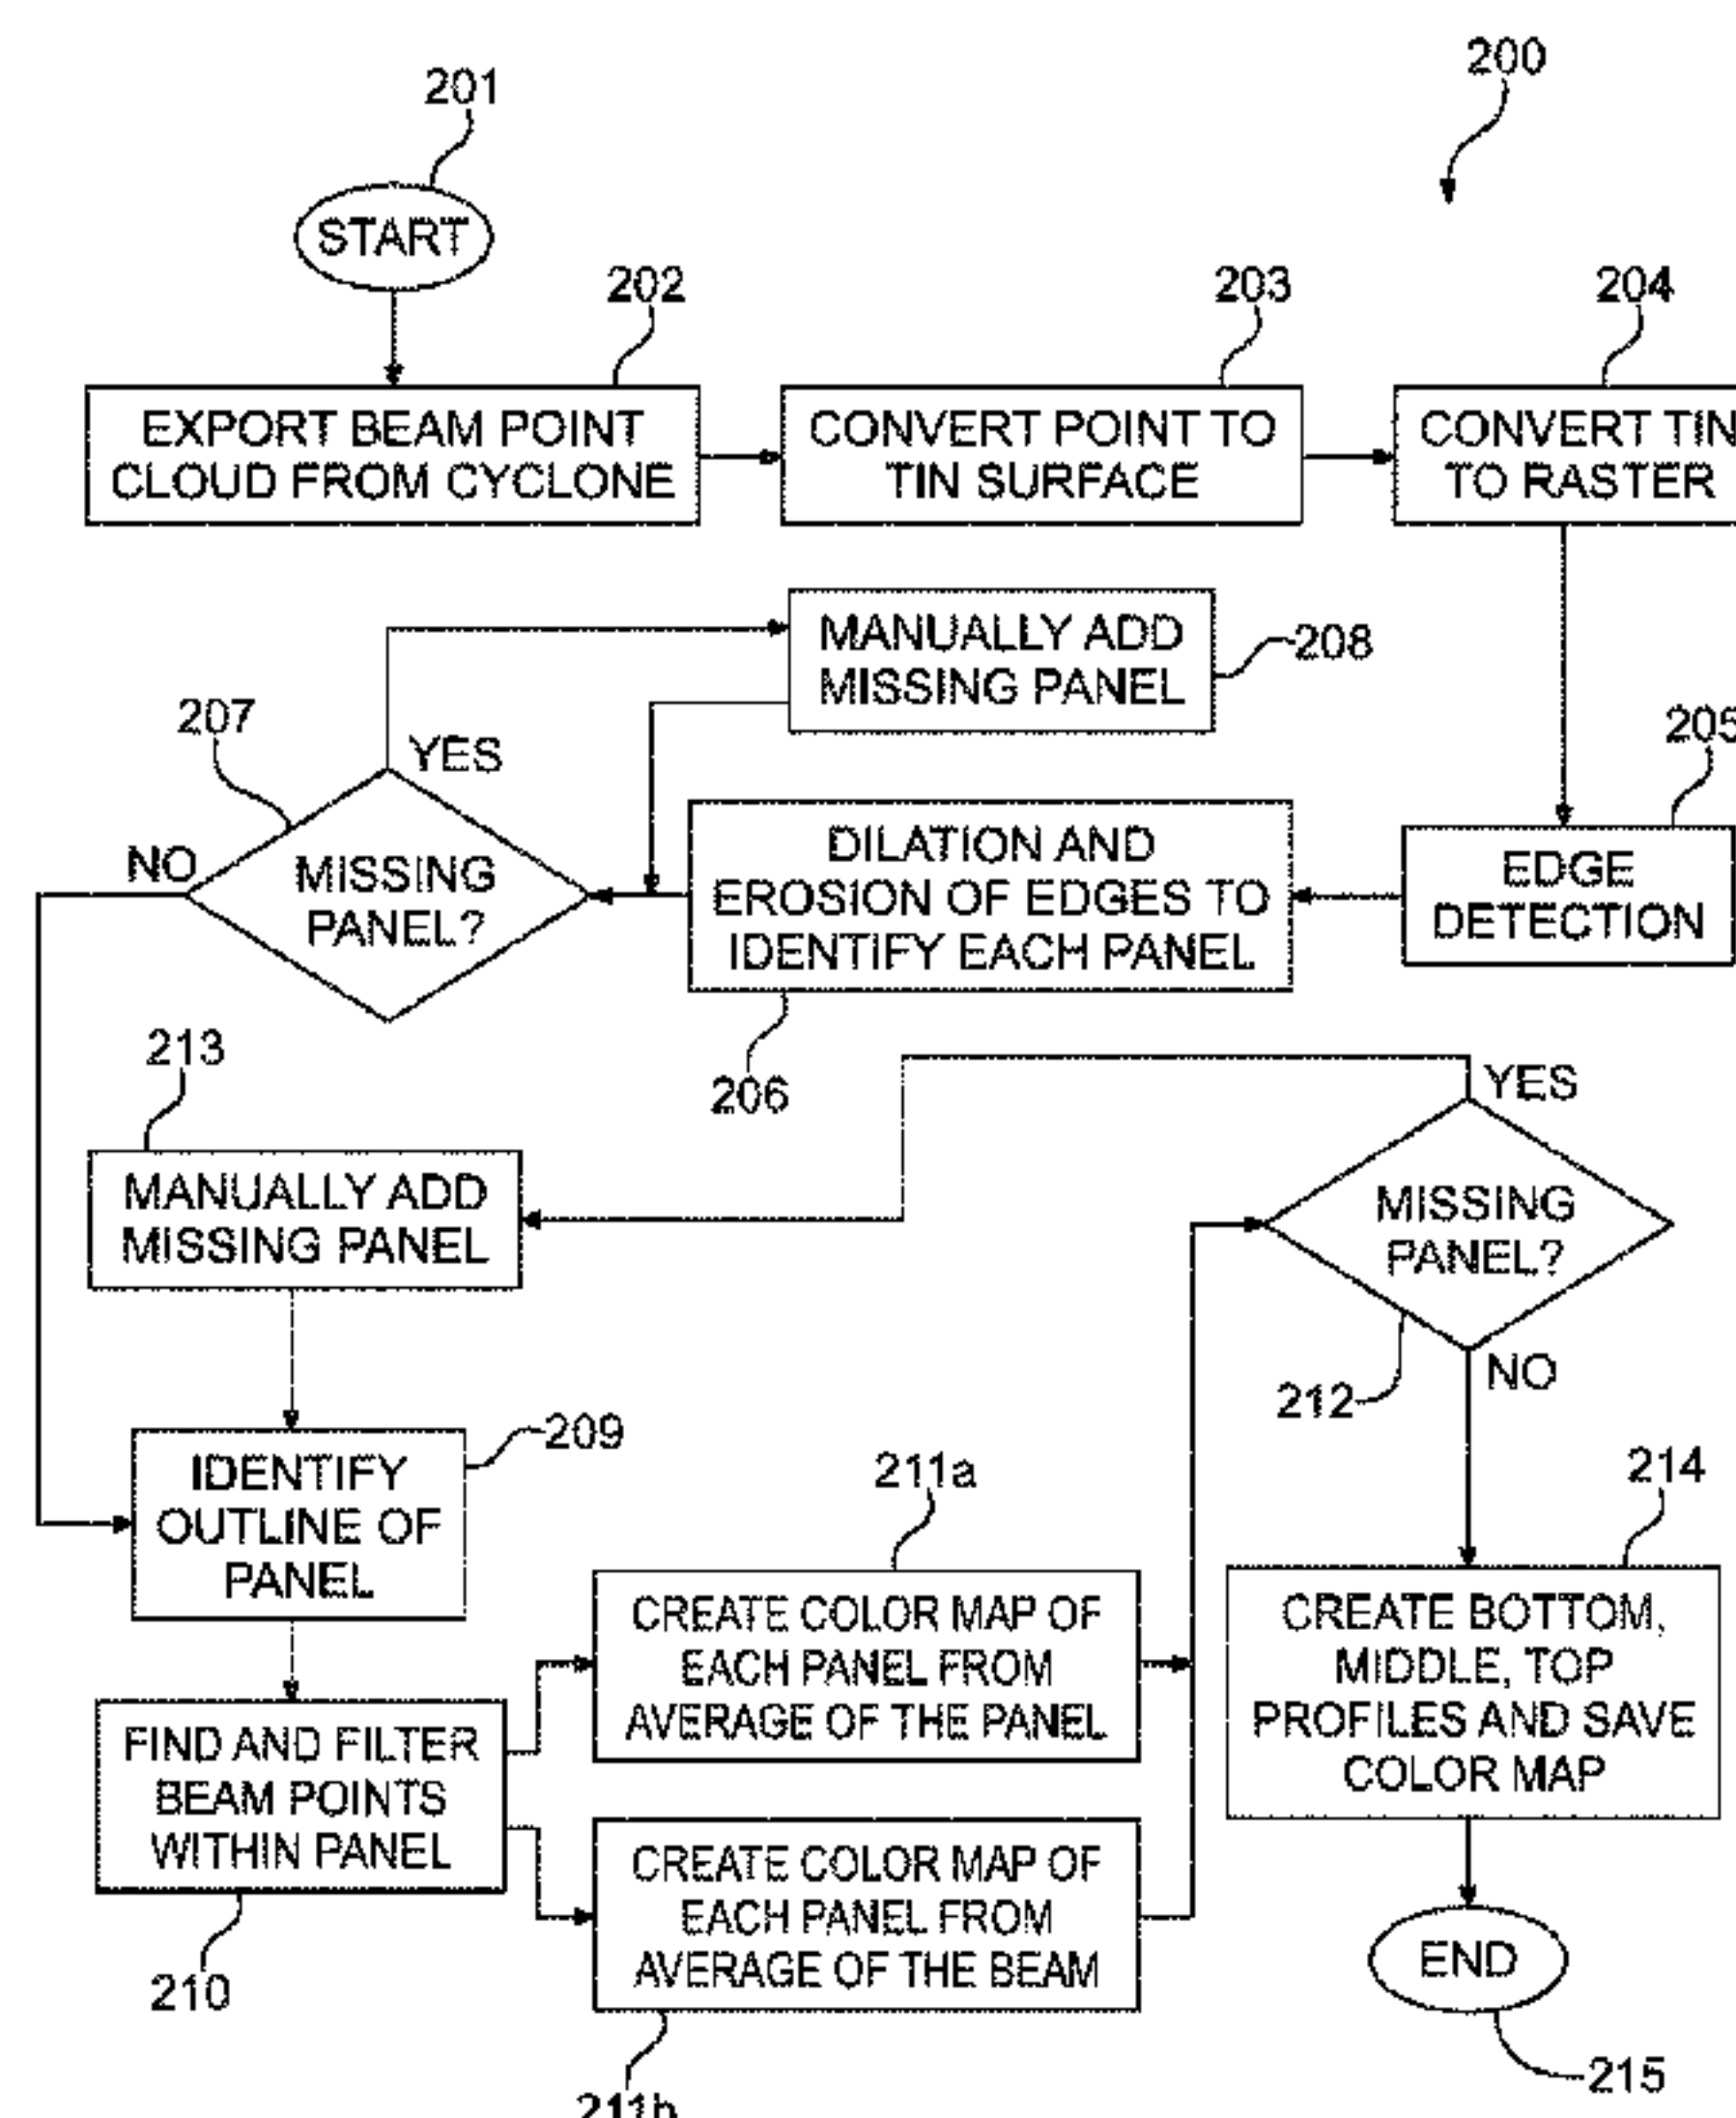 200
201
START
202
203
204
EXPORT BEAM POINT
CLOUD FROM CYCLONE
CONVERT POINT TO
TIN SURFACE
CONVERT TIN
TO RASTER
MANUALLY ADD
MISSING PANEL
208
207
YES
205
NO
MISSING
PANEL?
DILATION AND
EROSION OF EDGES TO
IDENTIFY EACH PANEL
EDGE
DETECTION
213
206
YES
MANUALLY ADD
MISSING PANEL
MISSING
PANEL?
212
NO
209
IDENTIFY
OUTLINE OF
PANEL
211a
214
CREATE COLOR MAP OF
EACH PANEL FROM
AVERAGE OF THE PANEL
CREATE BOTTOM,
MIDDLE, TOP
PROFILES AND SAVE
COLOR MAP
FIND AND FILTER
BEAM POINTS
WITHIN PANEL
210
CREATE COLOR MAP OF
EACH PANEL FROM
AVERAGE OF THE BEAM
211b
END
215